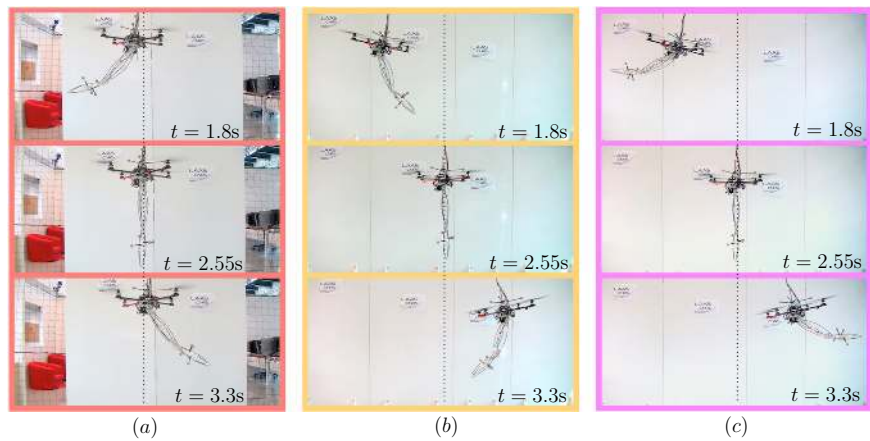 t = 1.8s
t = 1.8s
t = 1.8s
t = 2.55s
t = 2.55s
t = 2.55s
t = 3.3s
t = 3.3s
t = 3.3s
(a)
(b)
(c)